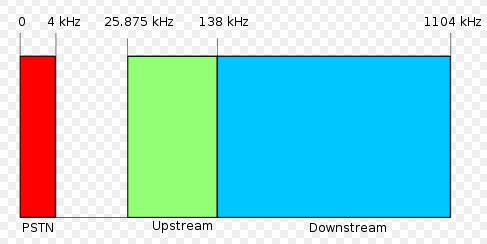 0 4 kHz 25.875 kHz 138 kHz 1104 kHz
PSTN Upstream Downstream